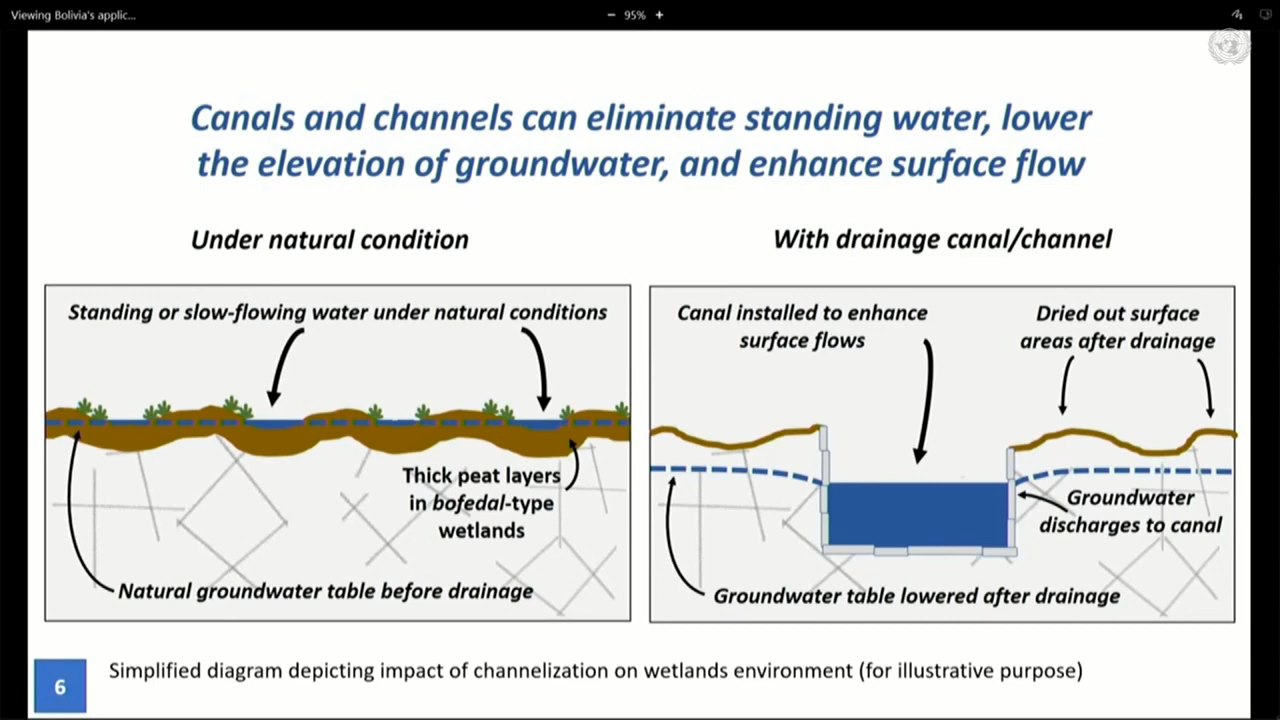 Viewing Bolivia's applic...
95%
Canals and channels can eliminate standing water, lower
the elevation of groundwater, and enhance surface flow
Under natural condition
Standing or slow-flowing water under natural conditions
Thick peat layers
in bofedal-type
wetlands
Natural groundwater table before drainage
With drainage canal/channel
Canal installed to enhance
surface flows
Dried out surface
areas after drainage
Groundwater
discharges to canal
Groundwater table lowered after drainage
6
Simplified diagram depicting impact of channelization on wetlands environment (for illustrative purpose)